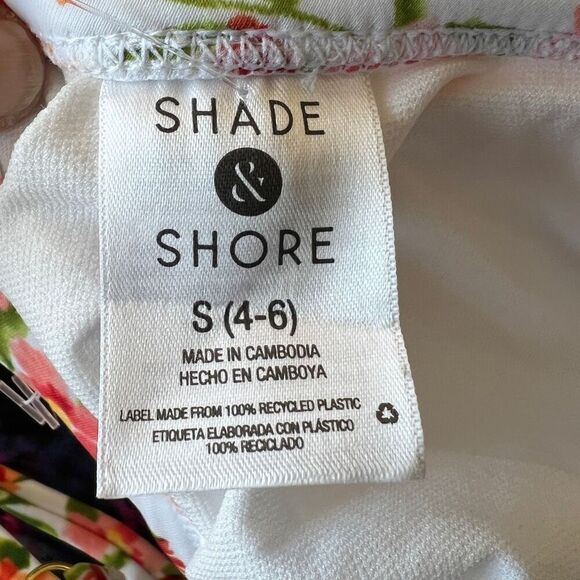 SHADE
&
SHORE
S (4-6)
MADE IN CAMBODIA
HECHO EN CAMBOYA
LABEL MADE FROM 100% RECYCLED PLASTIC
ETIQUETA ELABORADA CON PLÁSTICO
100% RECICLADO